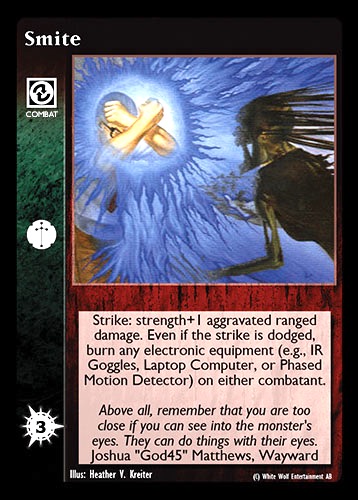 Smite
COMBAT
Strike: strength+1 aggravated ranged
damage. Even if the strike is dodged,
burn any electronic equipment (e.g., IR
Goggles, Laptop Computer, or Phased
Motion Detector) on either combatant.
Above all, remember that you are too
close if you can see into the monster's
eyes. They can do things with their eyes.
Joshua "God45" Matthews, Wayward
3
Illus: Heather V. Kreiter
(C) White Wolf Entertainment AB